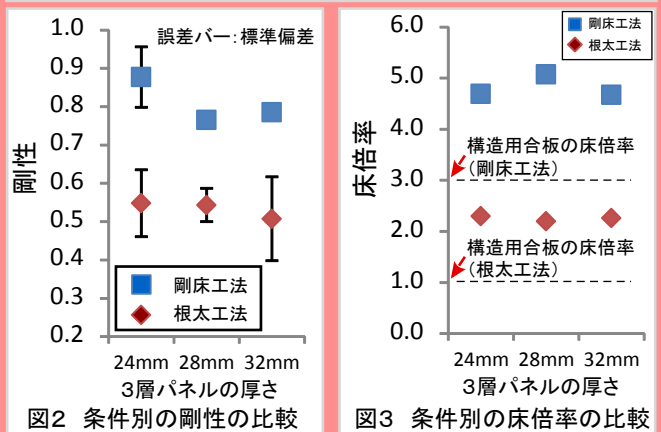 1.0
0.9
0.8
0.7
0.6
0.5
0.4
0.3
0.2
剛性
誤差バー:標準偏差
剛床工法
根太工法
24mm 28mm 32mm
3層パネルの厚さ
図2 条件別の剛性の比較
6.0
5.0
4.0
3.0
2.0
1.0
0.0
床倍率
剛床工法
根太工法
構造用合板の床倍率
(剛床工法)
構造用合板の床倍率
(根太工法)
24mm 28mm 32mm
3層パネルの厚さ
図3 条件別の床倍率の比較